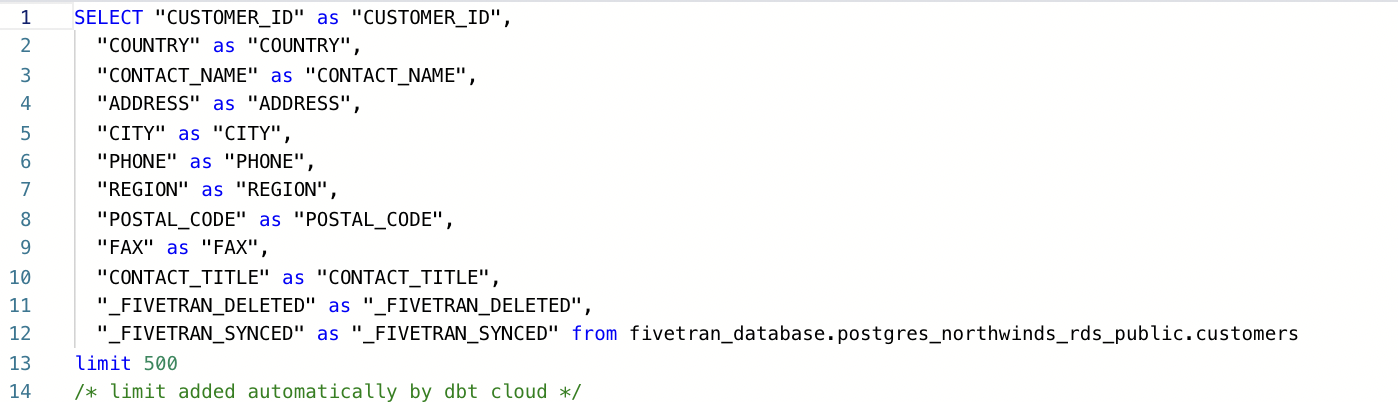 1 SELECT "CUSTOMER_ID" as "CUSTOMER_ID",
2 "COUNTRY" as "COUNTRY",
3 "CONTACT_NAME" as "CONTACT_NAME",
4 "ADDRESS" as "ADDRESS",
5 "CITY" as "CITY",
6 "PHONE" as "PHONE",
7 "REGION" as "REGION",
8 "POSTAL_CODE" as "POSTAL_CODE",
9 "FAX" as "FAX",
10 "CONTACT_TITLE" as "CONTACT_TITLE",
11 "_FIVETRAN_DELETED" as "_FIVETRAN_DELETED",
12 "_FIVETRAN_SYNCED" as "_FIVETRAN_SYNCED" from fivetran_database.postgres_northwinds_rds_public.customers
13 limit 500
14 /* limit added automatically by dbt cloud */